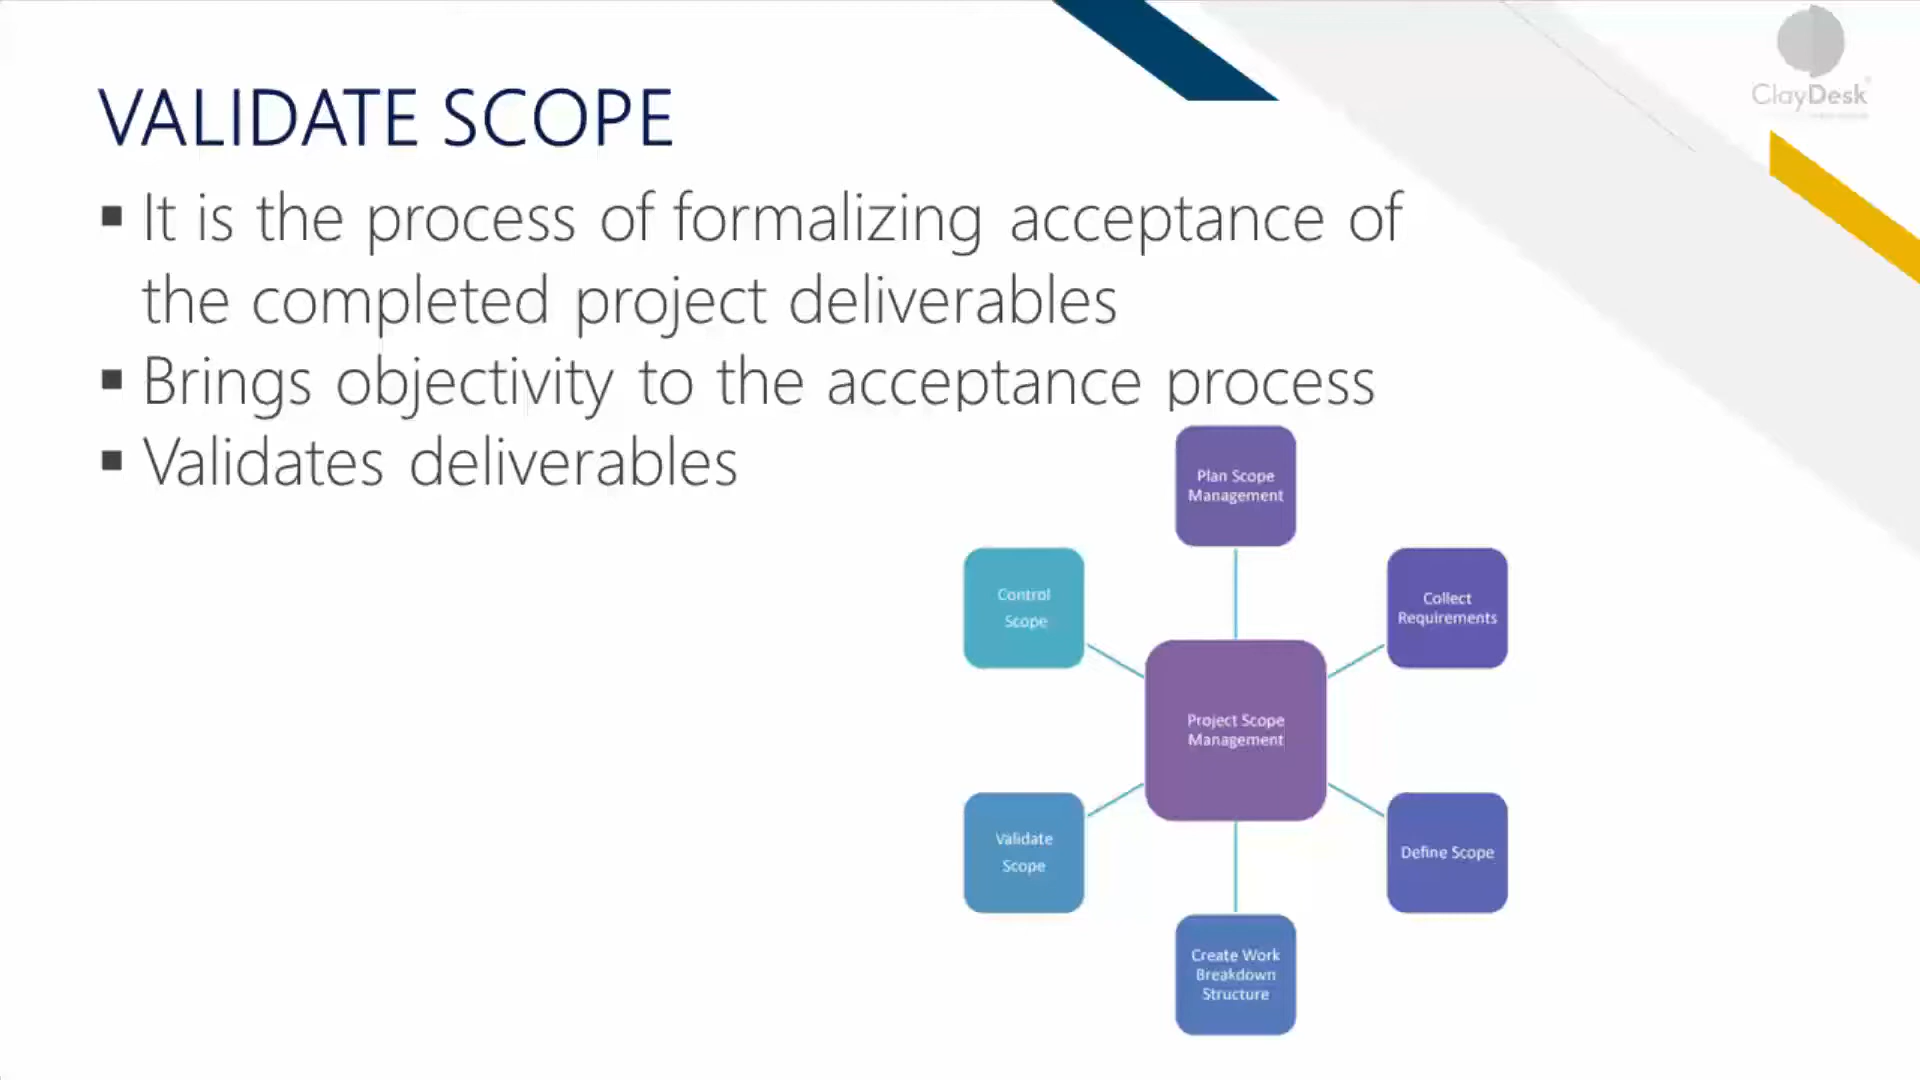 ClayDesk
VALIDATE SCOPE
▪ It is the process of formalizing acceptance of
the completed project deliverables
▪ Brings objectivity to the acceptance process
▪ Validates deliverables
Plan Scope
Management
Collect
Requirements
Define Scope
Create Work
Breakdown
Structure
Validate
Scope
Control
Scope
Project Scope
Management